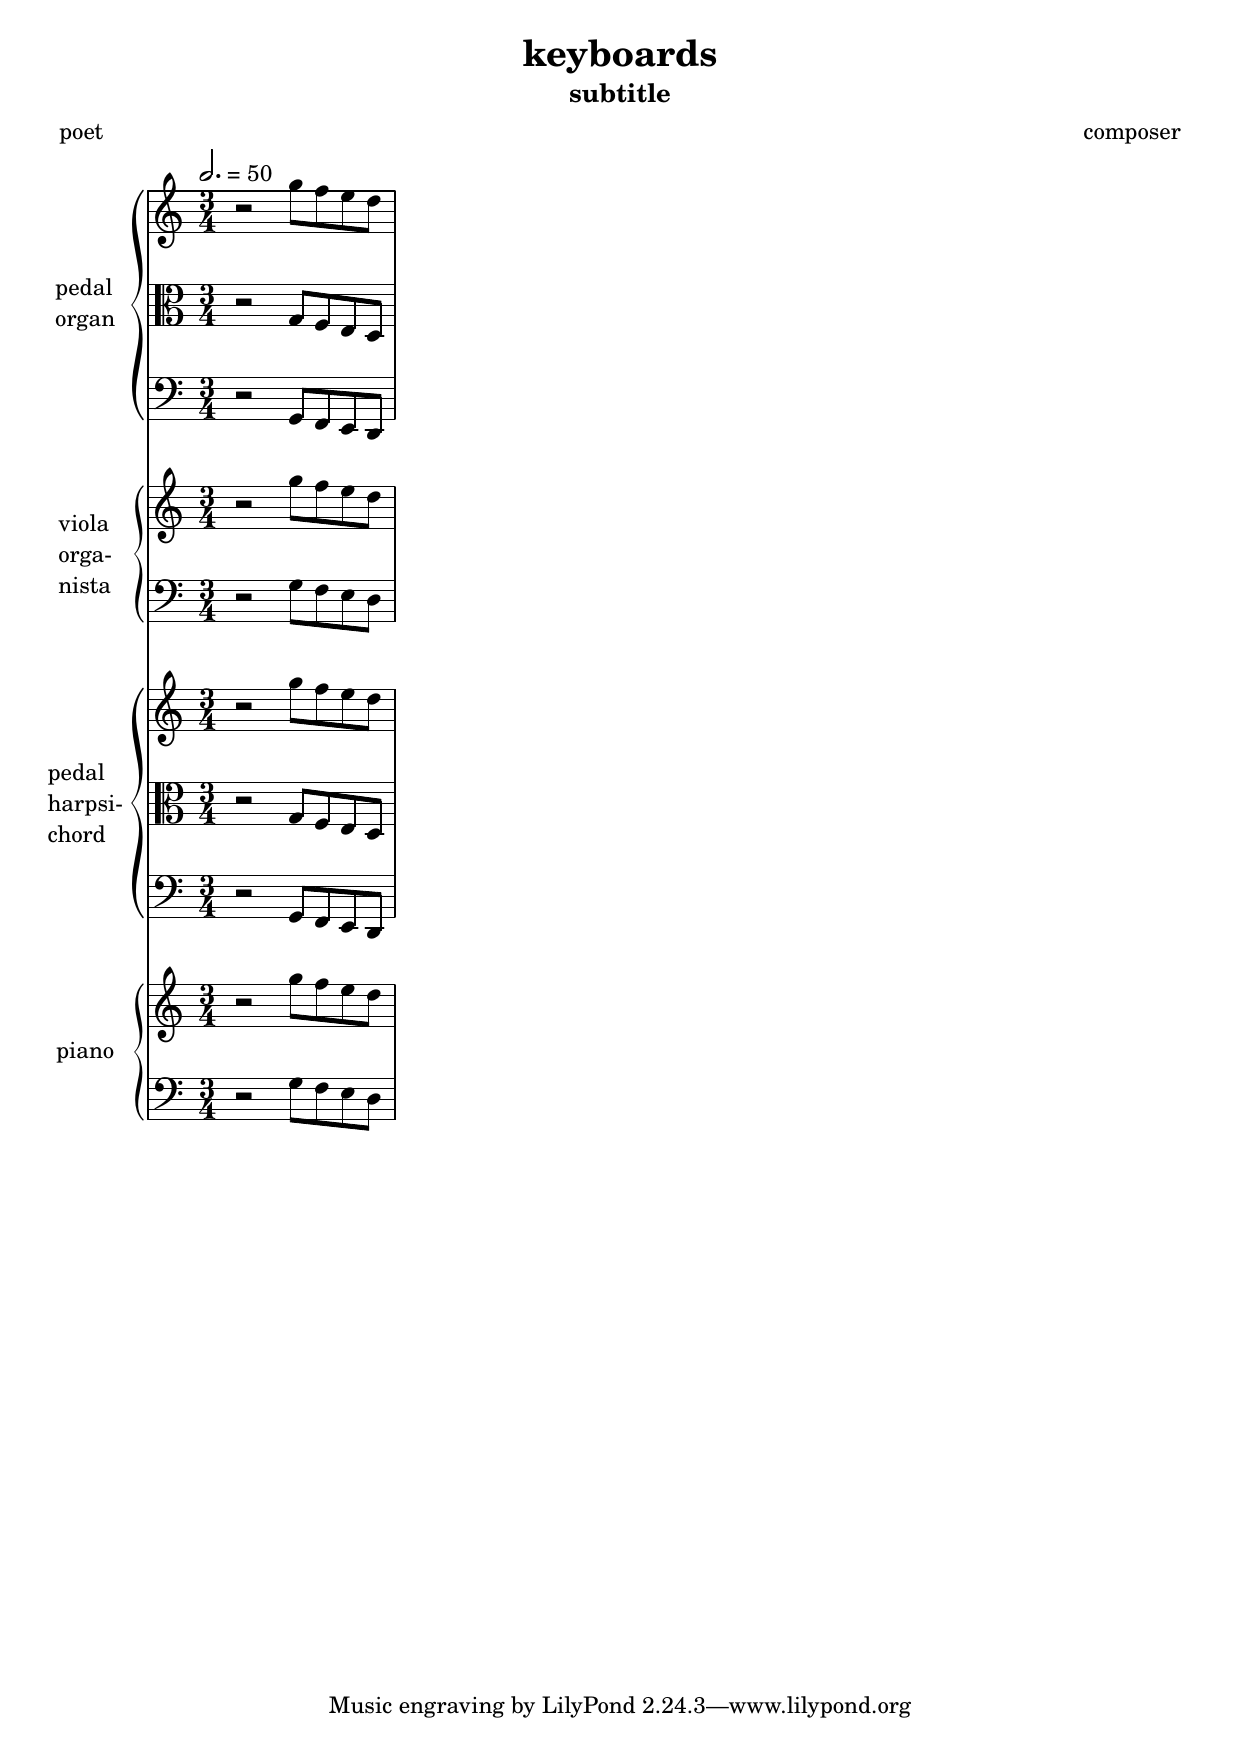 keyboards
subtitle
poet composer
= 50
pedal
organ
viola
orga-
nista
pedal
harpsi-
chord
piano
Music engraving by LilyPond 2.24.3—www.lilypond.org